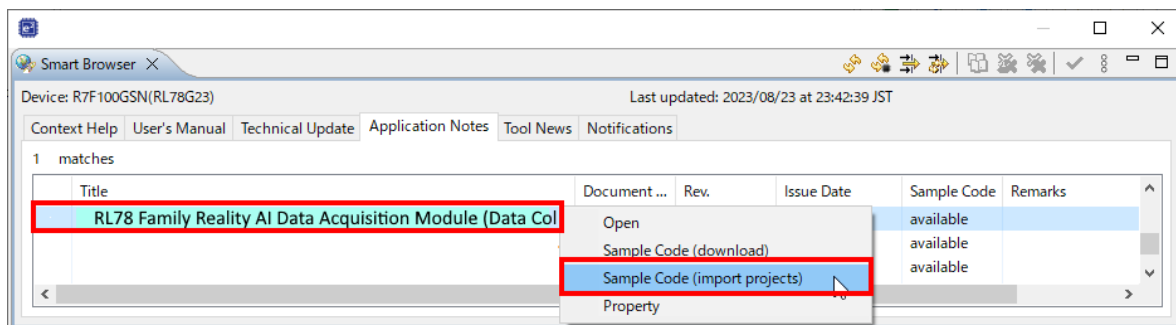 Smart Browser
Device: R7F100GSN(RL78G23) Last updated: 2023/08/23 at 23:42:39 JST
Context Help User's Manual Technical Update Application Notes Tool News Notifications
1 matches
Title Document ... Rev. Issue Date Sample Code Remarks
RL78 Family Reality AI Data Acquisition Module (Data Col available
Open
Sample Code (download) available
Sample Code (import projects) available
Property